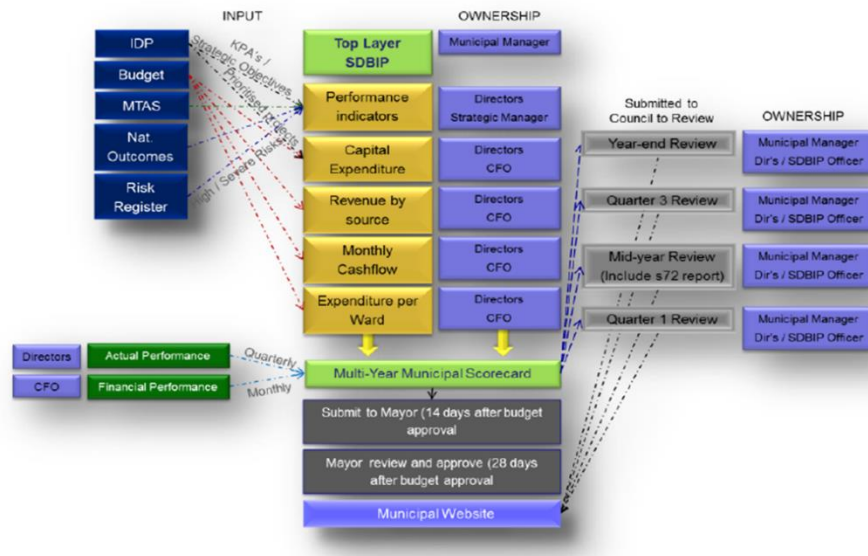 INPUT
OWNERSHIP
IDP
Budget
MTAS
Nat.
Outcomes
Risk
Register
KPA's /
Strategic Objectives
Prioritised Projects
High / Severe Risks
Top Layer
SDBIP
Municipal Manager
Performance
indicators
Directors
Strategic Manager
Capital
Expenditure
Directors
CFO
Revenue by
source
Directors
CFO
Monthly
Cashflow
Directors
CFO
Expenditure per
Ward
Directors
CFO
Submitted to
Council to Review
OWNERSHIP
Year-end Review
Municipal Manager
Dir's / SDBIP Officer
Quarter 3 Review
Municipal Manager
Dir's / SDBIP Officer
Mid-year Review
(Include s72 report)
Municipal Manager
Dir's / SDBIP Officer
Quarter 1 Review
Municipal Manager
Dir's / SDBIP Officer
Directors
Actual Performance
Quarterly
CFO
Financial Performance
Monthly
Multi-Year Municipal Scorecard
Submit to Mayor (14 days after budget
approval
Mayor review and approve (28 days
after budget approval
Municipal Website